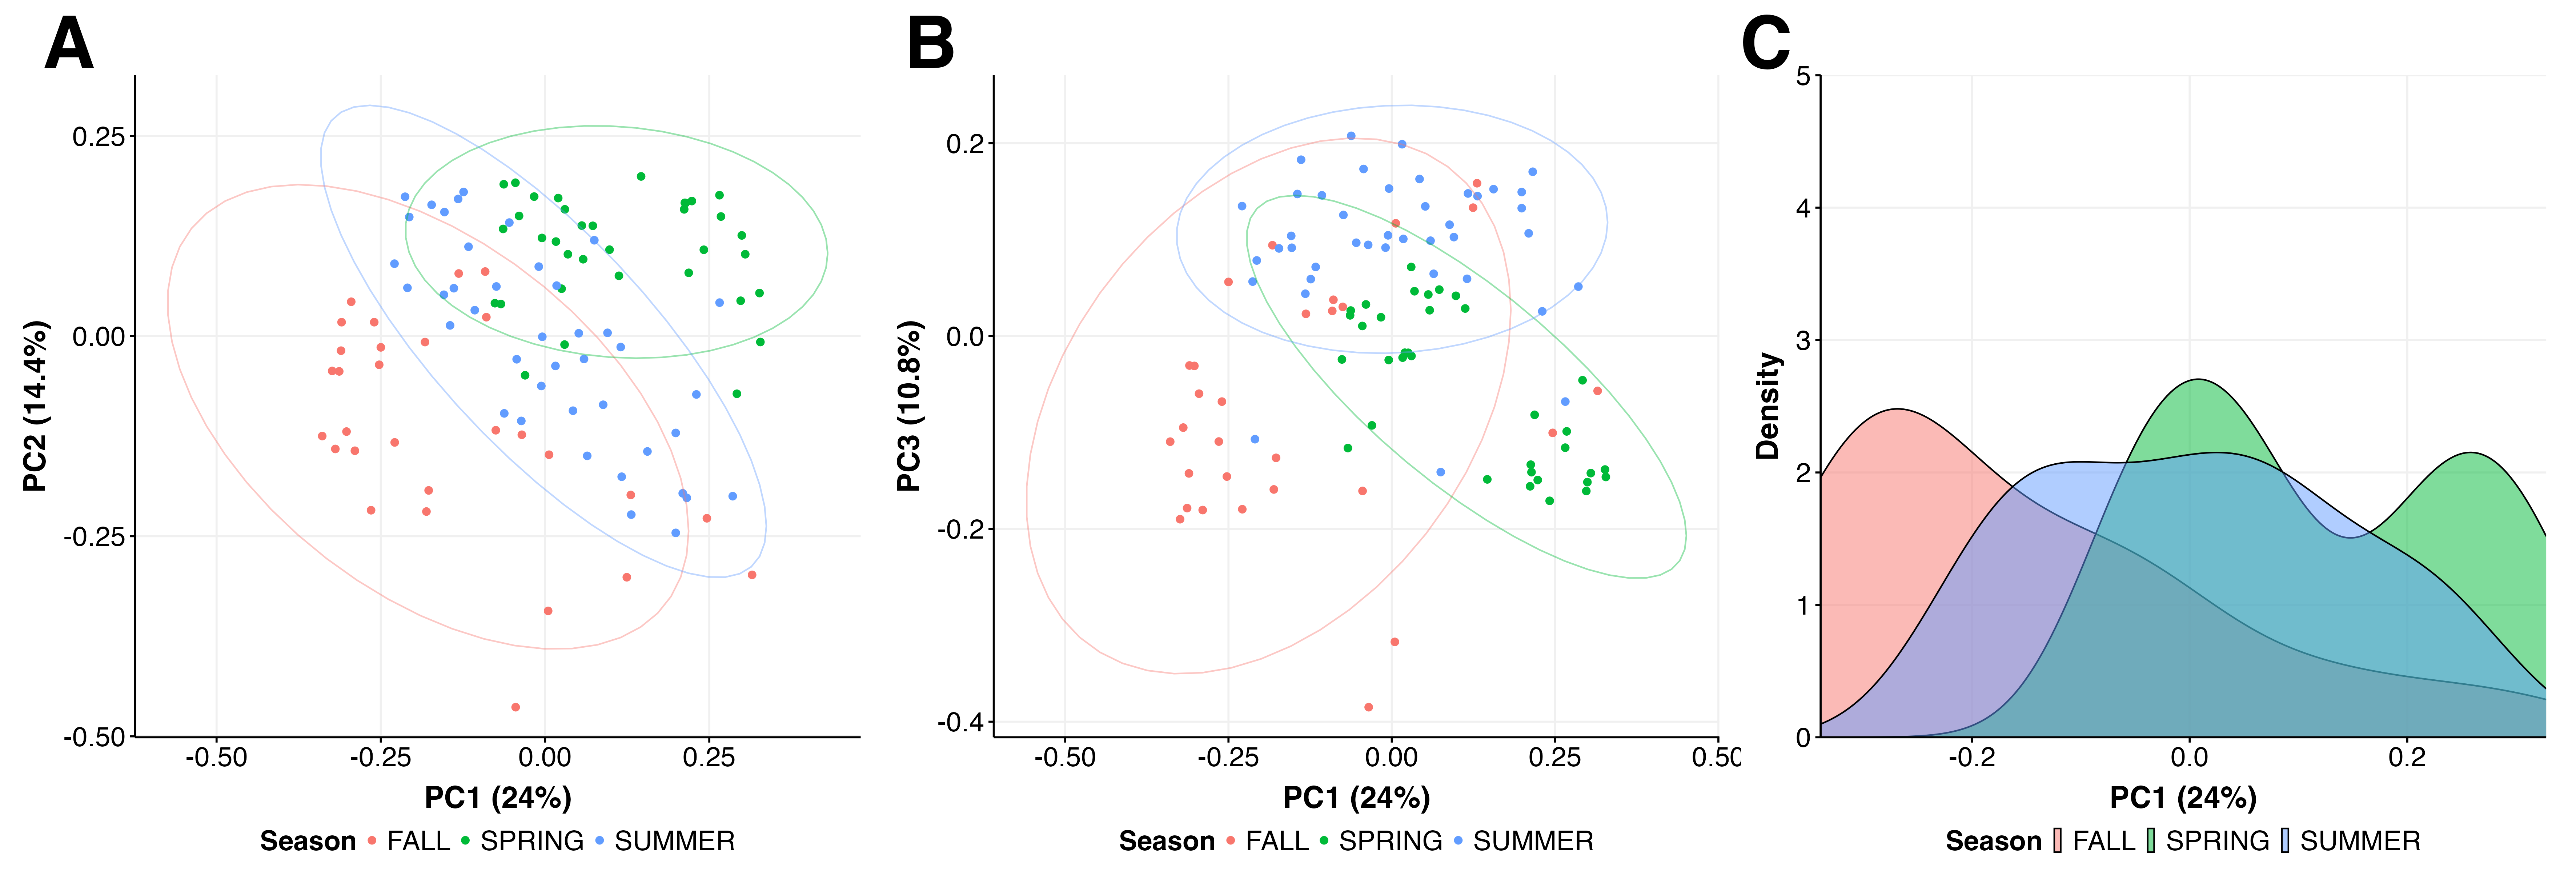 A
B
C
PC2 (14.4%)
0.25
0.00
-0.25
-0.50
-0.50
-0.25
0.00
0.25
PC1 (24%)
Season FALL SPRING SUMMER
PC3 (10.8%)
0.2
0.0
-0.2
-0.4
-0.50
-0.25
0.00
0.25
0.50
PC1 (24%)
Season FALL SPRING SUMMER
Density
5
4
3
2
1
0
-0.2
0.0
0.2
PC1 (24%)
Season FALL SPRING SUMMER